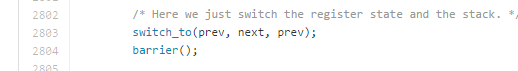 2802 /* Here we just switch the register state and the stack. */
2803 switch_to(prev, next, prev);
2804 barrier();
2805